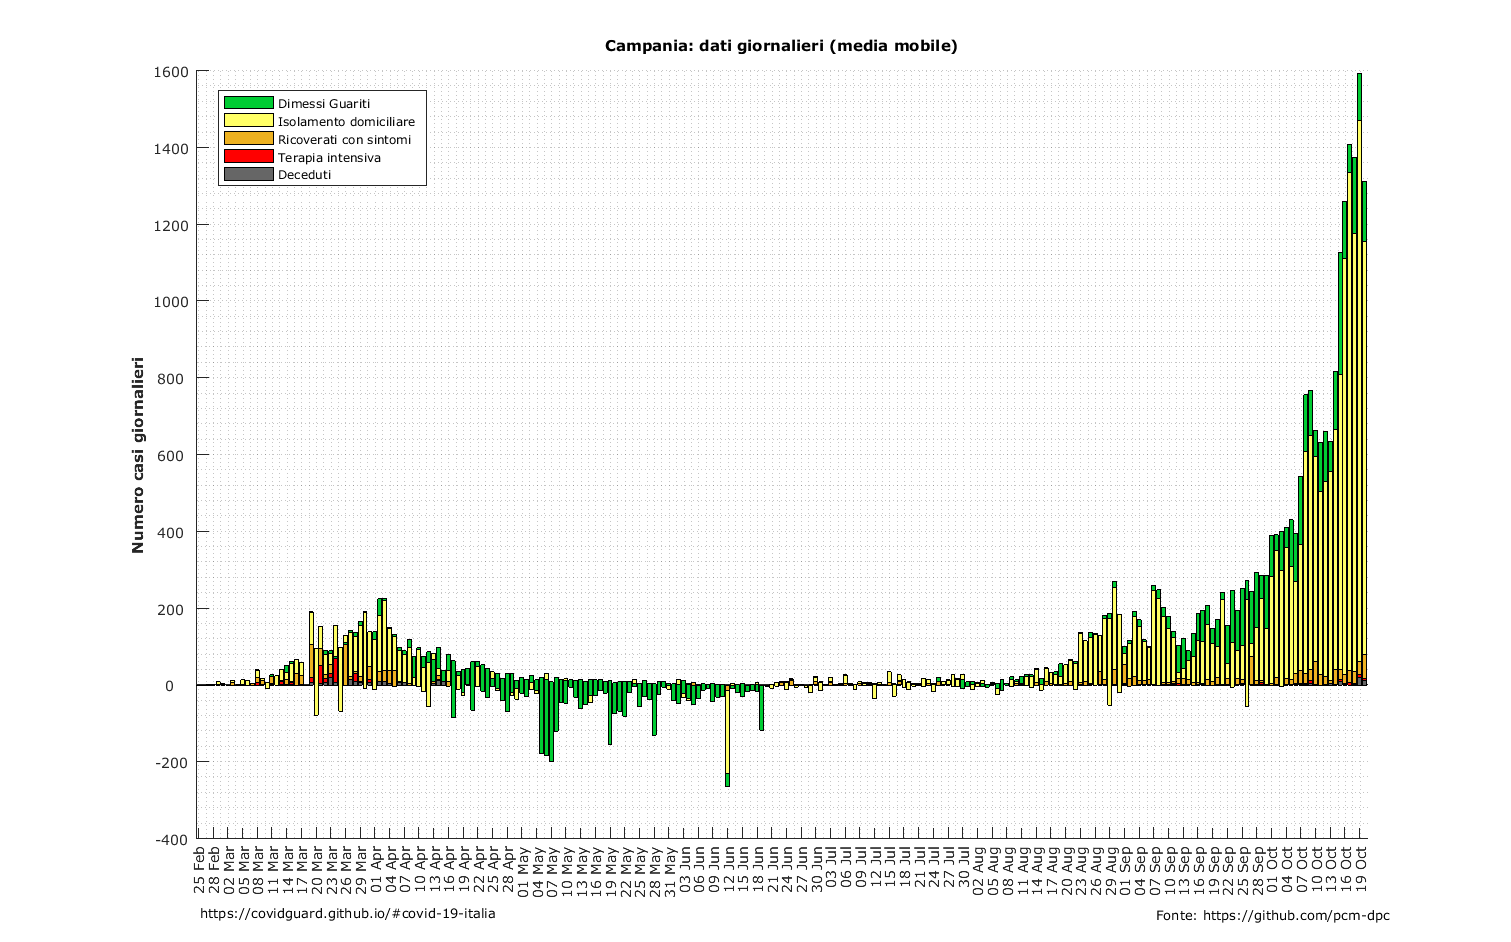 Campania: dati giornalieri (media mobile)
1600
1400
1200
1000
800
600
400
200
0
-200
-400
Numero casi giornalieri
Dimessi Guariti
Isolamento domiciliare
Ricoverati con sintomi
Terapia intensiva
Deceduti
25 Feb
28 Feb
02 Mar
05 Mar
08 Mar
11 Mar
14 Mar
17 Mar
20 Mar
23 Mar
26 Mar
29 Mar
01 Apr
04 Apr
07 Apr
10 Apr
13 Apr
16 Apr
19 Apr
22 Apr
25 Apr
28 Apr
01 May
04 May
07 May
10 May
13 May
16 May
19 May
22 May
25 May
28 May
31 May
03 Jun
06 Jun
09 Jun
12 Jun
15 Jun
18 Jun
21 Jun
24 Jun
27 Jun
30 Jun
03 Jul
06 Jul
09 Jul
12 Jul
15 Jul
18 Jul
21 Jul
24 Jul
27 Jul
30 Jul
02 Aug
05 Aug
08 Aug
11 Aug
14 Aug
17 Aug
20 Aug
23 Aug
26 Aug
29 Aug
01 Sep
04 Sep
07 Sep
10 Sep
13 Sep
16 Sep
19 Sep
22 Sep
25 Sep
28 Sep
01 Oct
04 Oct
07 Oct
10 Oct
13 Oct
16 Oct
19 Oct
https://covidguard.github.io/#covid-19-italia
Fonte: https://github.com/pcm-dpc